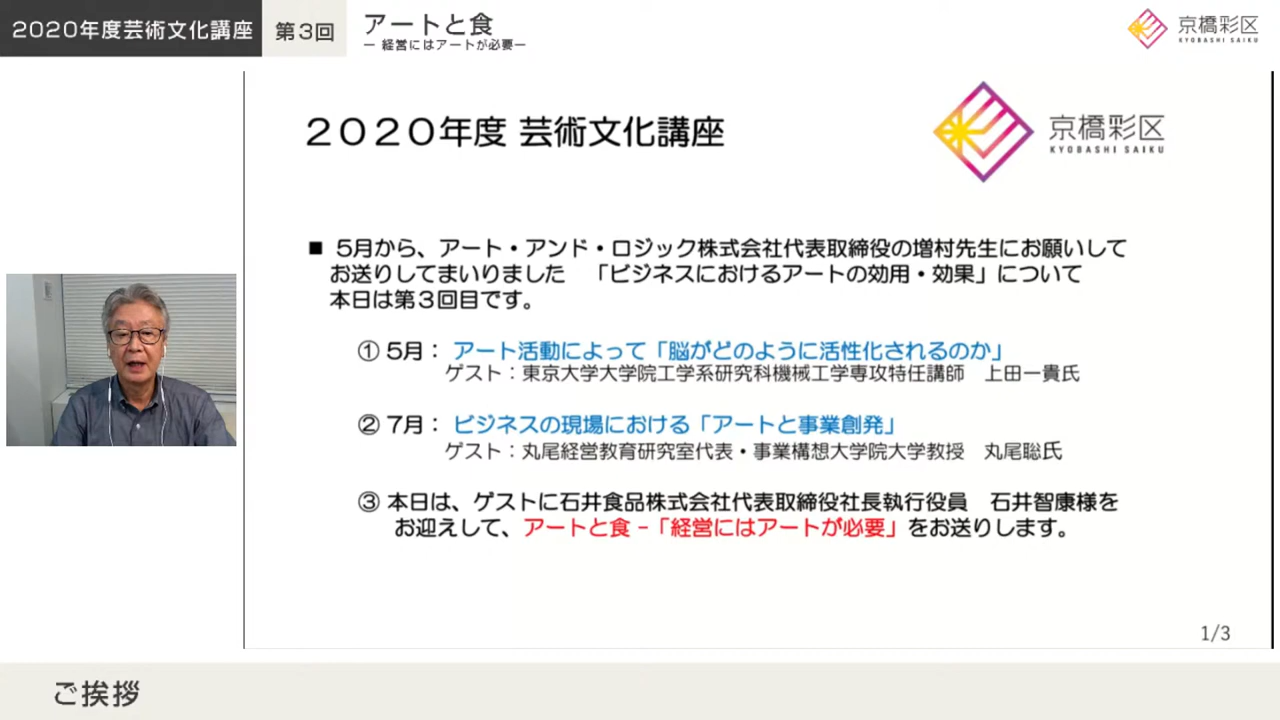 2020年度芸術文化講座
第3回
アートと食
ー 経営にはアートが必要ー
京橋彩区
KYOBASHI SAIKU
2020年度 芸術文化講座
京橋彩区
KYOBASHI SAIKU
■ 5月から、アート・アンド・ロジック株式会社代表取締役の増村先生にお願いして
お送りしてまいりました 「ビジネスにおけるアートの効用・効果」について
本日は第3回目です。
① 5月： アート活動によって「脳がどのように活性化されるのか」
ゲスト：東京大学大学院工学系研究科機械工学専攻特任講師 上田一貴氏
② 7月： ビジネスの現場における「アートと事業創発」
ゲスト：丸尾経営教育研究室代表・事業構想大学院大学教授 丸尾聡氏
③ 本日は、ゲストに石井食品株式会社代表取締役社長執行役員 石井智康様を
お迎えして、アートと食 -「経営にはアートが必要」をお送りします。
1/3
ご挨拶